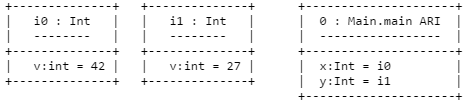 +--------------+   +--------------+      +--------------------+
|   i0 : Int   |   |   i1 : Int   |      |  0 : Main.main ARI  |
|   --------   |   |   --------   |      |  ----------------  |
+--------------+   +--------------+      +--------------------+
|   v:int = 42 |   |   v:int = 27 |      |  x:Int = i0        |
+--------------+   +--------------+      |  y:Int = i1        |
+--------------------+